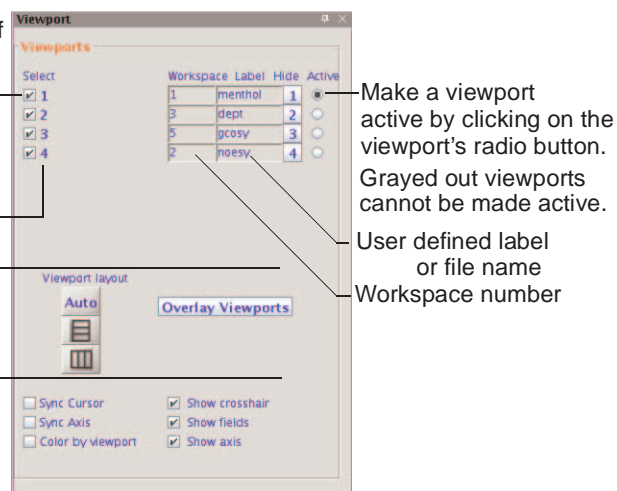 f
Viewport
Viewports
Select Workspace Label Hide Active
1 1 menthol 1
2 3 dept 2
3 5 gcosy 3
4 2 noesy 4
Make a viewport
active by clicking on the
viewport's radio button.
Grayed out viewports
cannot be made active.
User defined label
or file name
Workspace number
Viewport layout
Auto
Overlay Viewports
Sync Cursor Show crosshair
Sync Axis Show fields
Color by viewport Show axis